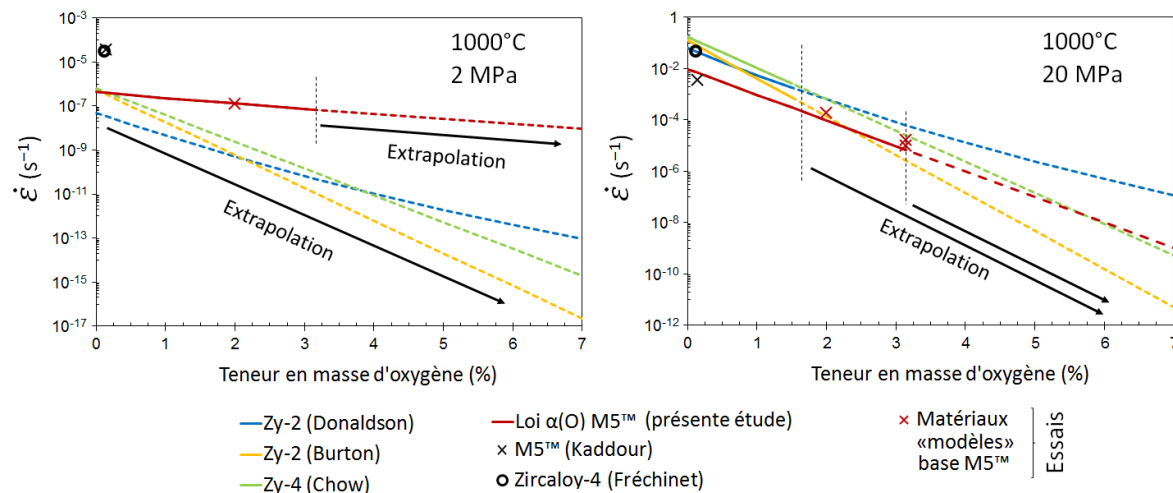 10⁻³
10⁻⁵
10⁻⁷
10⁻⁹
10⁻¹¹
10⁻¹³
10⁻¹⁵
10⁻¹⁷
ε̇ (s⁻¹)
1000°C
2 MPa
Extrapolation
Extrapolation
0 1 2 3 4 5 6 7
Teneur en masse d'oxygène (%)
1
10⁻²
10⁻⁴
10⁻⁶
10⁻⁸
10⁻¹⁰
10⁻¹²
ε̇ (s⁻¹)
1000°C
20 MPa
Extrapolation
0 1 2 3 4 5 6 7
Teneur en masse d'oxygène (%)
Zy-2 (Donaldson)
Zy-2 (Burton)
Zy-4 (Chow)
Loi α(O) M5™ (présente étude)
M5™ (Kaddour)
Zircaloy-4 (Fréchinet)
Matériaux
«modèles»
base M5™
Essais